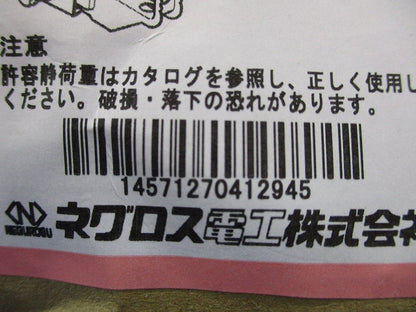 注意
許容静荷重はカタログを参照し、正しく使用し
ください。破損・落下の恐れがあります。
14571270412945
NEGUROSU
ネグロス電工株式会社